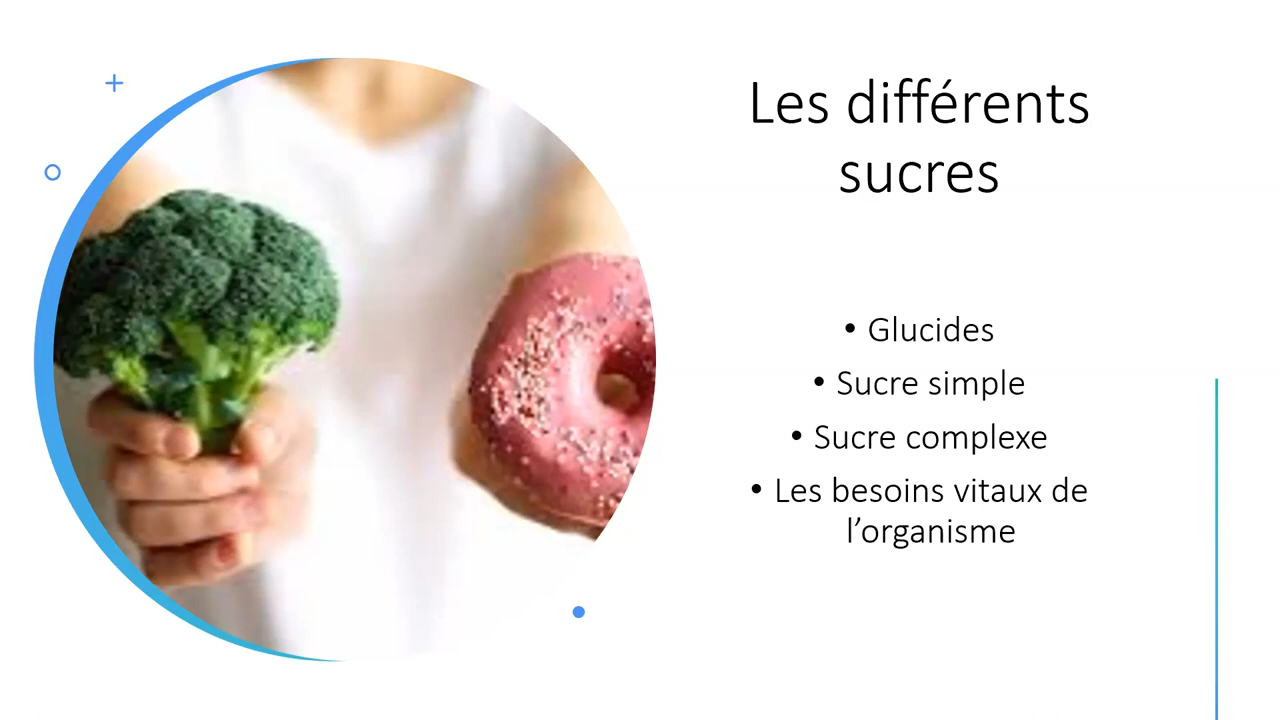 Les différents
sucres
• Glucides
• Sucre simple
• Sucre complexe
• Les besoins vitaux de
l’organisme